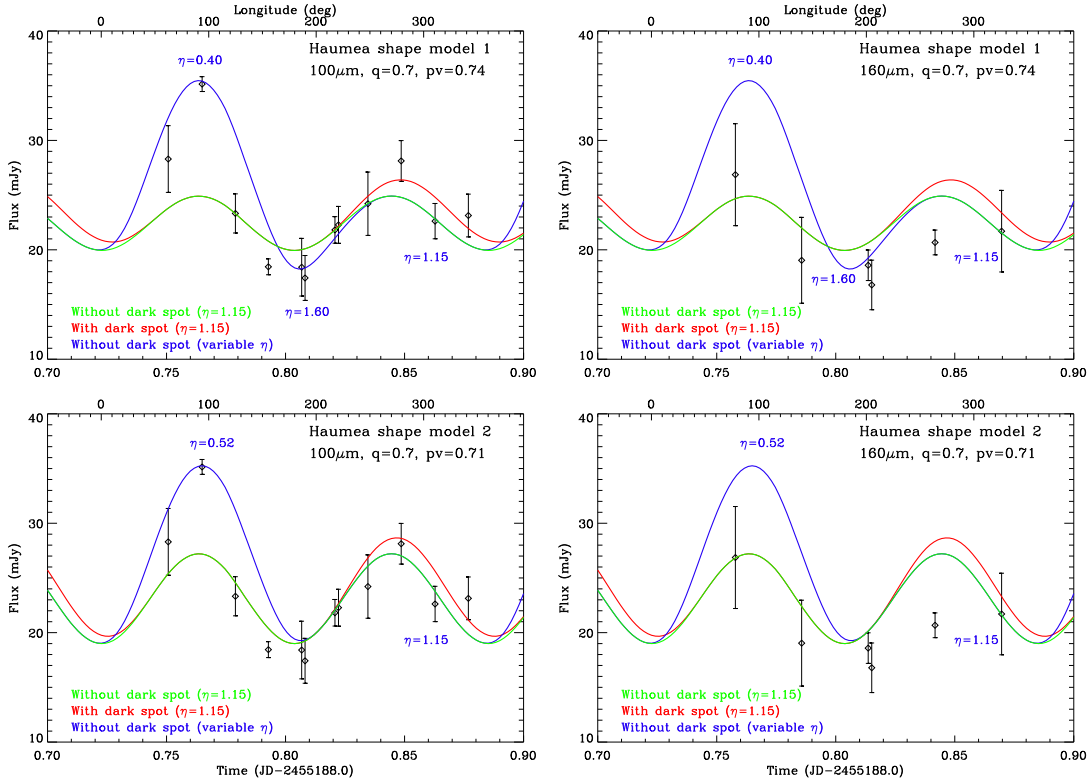 Longitude (deg)
0 100 200 300
Haumea shape model 1
100μm, q=0.7, pv=0.74
η=0.40
η=1.15
η=1.60
Without dark spot (η=1.15)
With dark spot (η=1.15)
Without dark spot (variable η)
Flux (mJy)
40
30
20
10
0.70 0.75 0.80 0.85 0.90
Longitude (deg)
0 100 200 300
Haumea shape model 1
160μm, q=0.7, pv=0.74
η=0.40
η=1.15
η=1.60
Without dark spot (η=1.15)
With dark spot (η=1.15)
Without dark spot (variable η)
Flux (mJy)
40
30
20
10
0.70 0.75 0.80 0.85 0.90
0 100 200 300
Haumea shape model 2
100μm, q=0.7, pv=0.71
η=0.52
η=1.15
Without dark spot (η=1.15)
With dark spot (η=1.15)
Without dark spot (variable η)
Flux (mJy)
40
30
20
10
0.70 0.75 0.80 0.85 0.90
Time (JD-2455188.0)
0 100 200 300
Haumea shape model 2
160μm, q=0.7, pv=0.71
η=0.52
η=1.15
Without dark spot (η=1.15)
With dark spot (η=1.15)
Without dark spot (variable η)
Flux (mJy)
40
30
20
10
0.70 0.75 0.80 0.85 0.90
Time (JD-2455188.0)